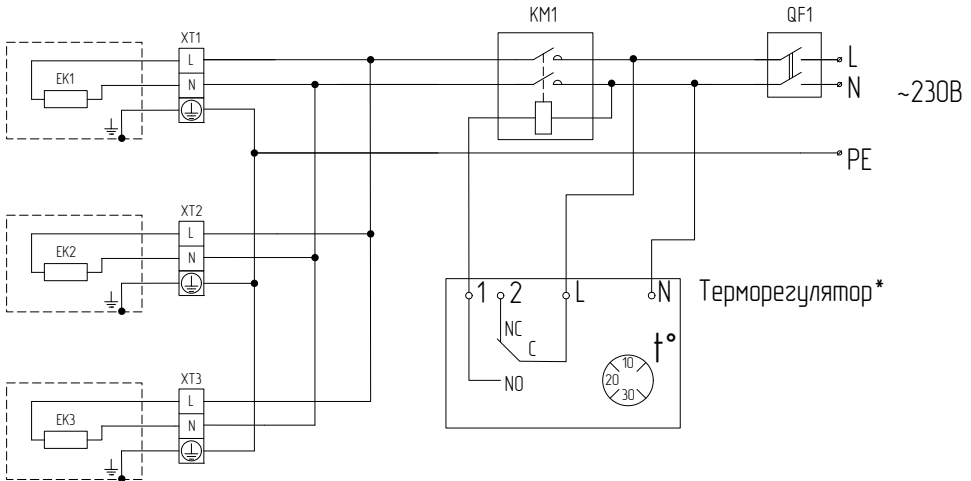 KM1
QF1
XT1
L
N
EK1
L
N
~230В
PE
XT2
L
N
EK2
1
2
L
N
Терморегулятор*
NC
C
t°
NO
10
20
30
XT3
L
N
EK3